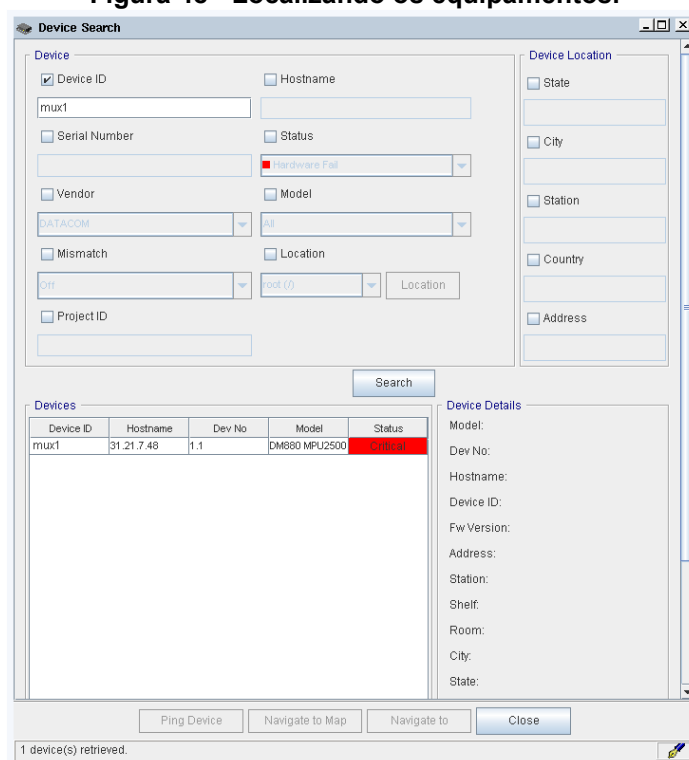 Figura 43 - Localizando os equipamentos.
Device Search
Device
Device ID
Hostname
mux1
Serial Number
Status
Hardware Fail
Vendor
Model
DATACOM
All
Mismatch
Location
Off
root (/)
Location
Project ID
Device Location
State
City
Station
Country
Address
Search
Devices
Device ID Hostname Dev No Model Status
mux1 31.21.7.48 1.1 DM880 MPU2500 Critical
Device Details
Model:
Dev No:
Hostname:
Device ID:
Fw Version:
Address:
Station:
Shelf:
Room:
City:
State:
Ping Device Navigate to Map Navigate to Close
1 device(s) retrieved.